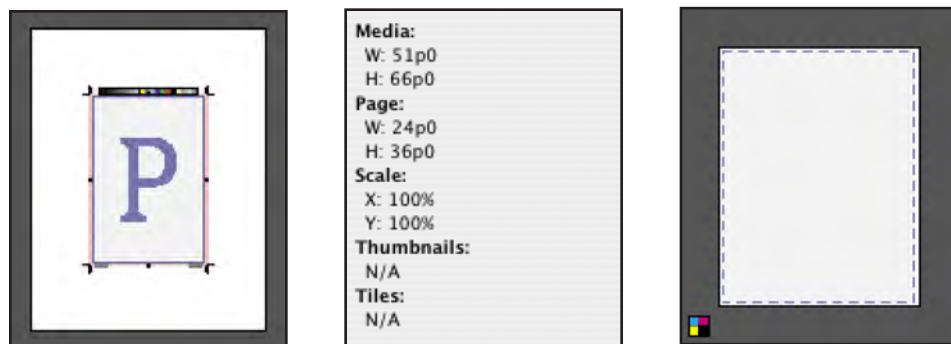 P
Media:
W: 51p0
H: 66p0
Page:
W: 24p0
H: 36p0
Scale:
X: 100%
Y: 100%
Thumbnails:
N/A
Tiles:
N/A